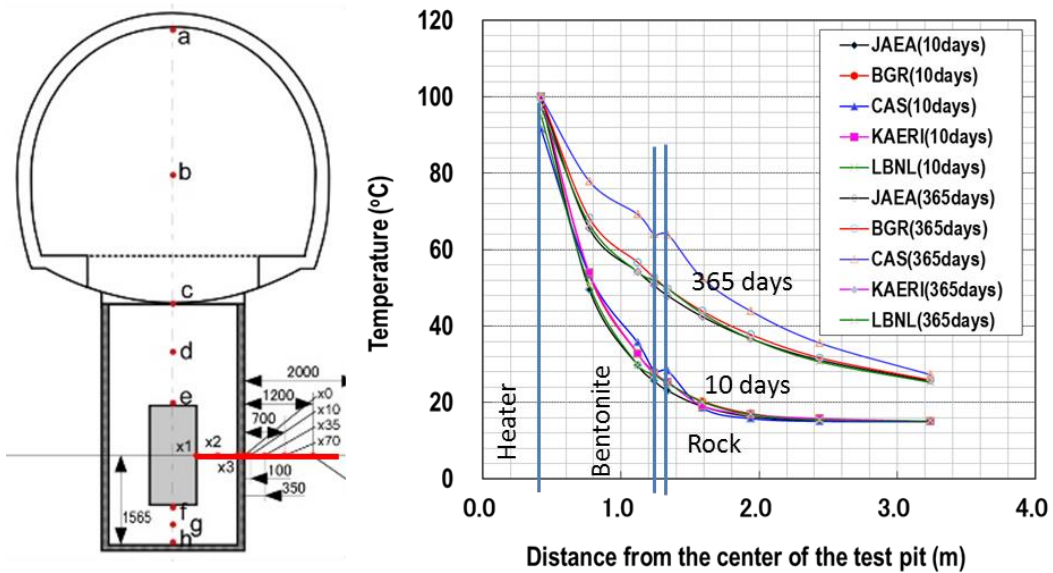 a
b
c
d
e
2000
1200
x0
x10
700
x35
x70
x1
x2
x3
100
350
1565
f
g
h
120
100
80
60
40
20
0
Temperature (ºC)
JAEA(10days)
BGR(10days)
CAS(10days)
KAERI(10days)
LBNL(10days)
JAEA(365days)
BGR(365days)
CAS(365days)
KAERI(365days)
LBNL(365days)
365 days
10 days
Heater
Bentonite
Rock
0.0 1.0 2.0 3.0 4.0
Distance from the center of the test pit (m)